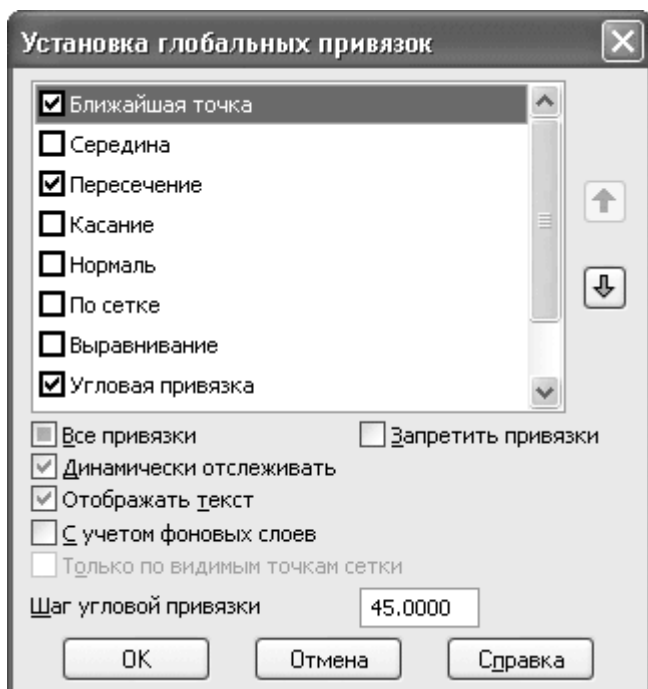 Установка глобальных привязок
Ближайшая точка
Середина
Пересечение
Касание
Нормаль
По сетке
Выравнивание
Угловая привязка
Все привязки Запретить привязки
Динамически отслеживать
Отображать текст
С учетом фоновых слоев
Только по видимым точкам сетки
Шаг угловой привязки 45.0000
OK Отмена Справка